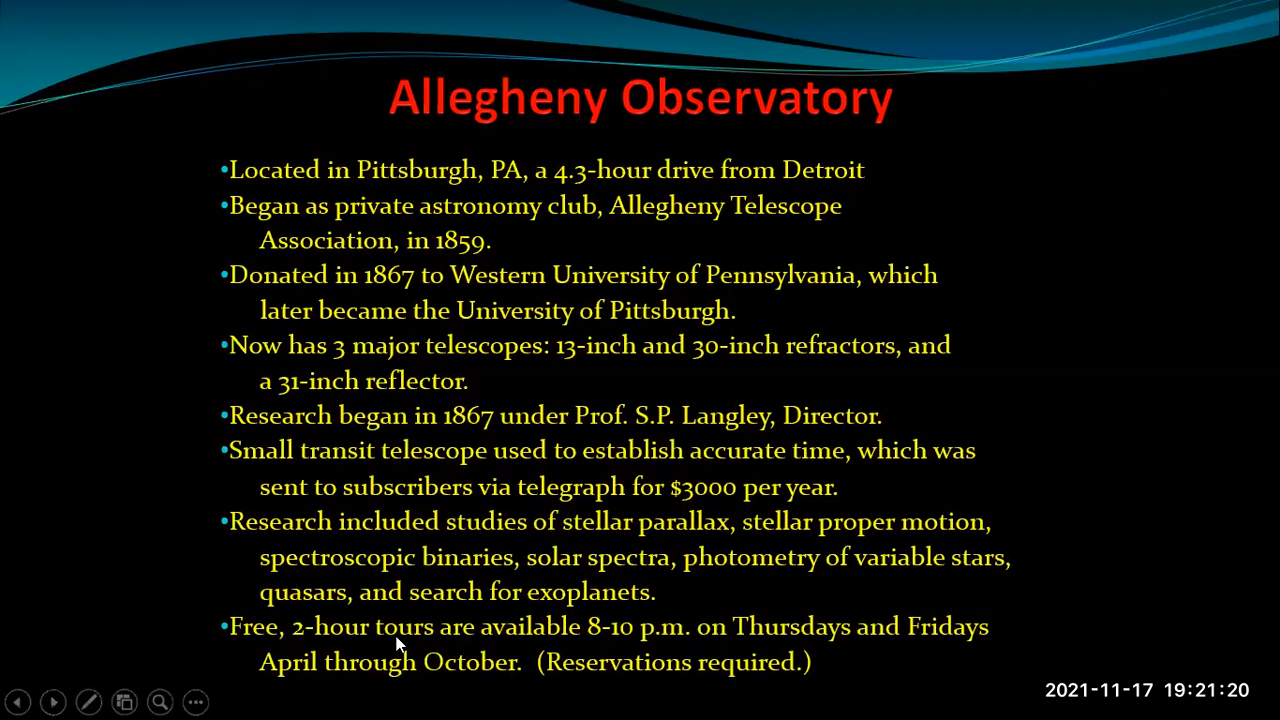 Allegheny Observatory
•Located in Pittsburgh, PA, a 4.3-hour drive from Detroit
•Began as private astronomy club, Allegheny Telescope
Association, in 1859.
•Donated in 1867 to Western University of Pennsylvania, which
later became the University of Pittsburgh.
•Now has 3 major telescopes: 13-inch and 30-inch refractors, and
a 31-inch reflector.
•Research began in 1867 under Prof. S.P. Langley, Director.
•Small transit telescope used to establish accurate time, which was
sent to subscribers via telegraph for $3000 per year.
•Research included studies of stellar parallax, stellar proper motion,
spectroscopic binaries, solar spectra, photometry of variable stars,
quasars, and search for exoplanets.
•Free, 2-hour tours are available 8-10 p.m. on Thursdays and Fridays
April through October. (Reservations required.)
2021-11-17 19:21:20